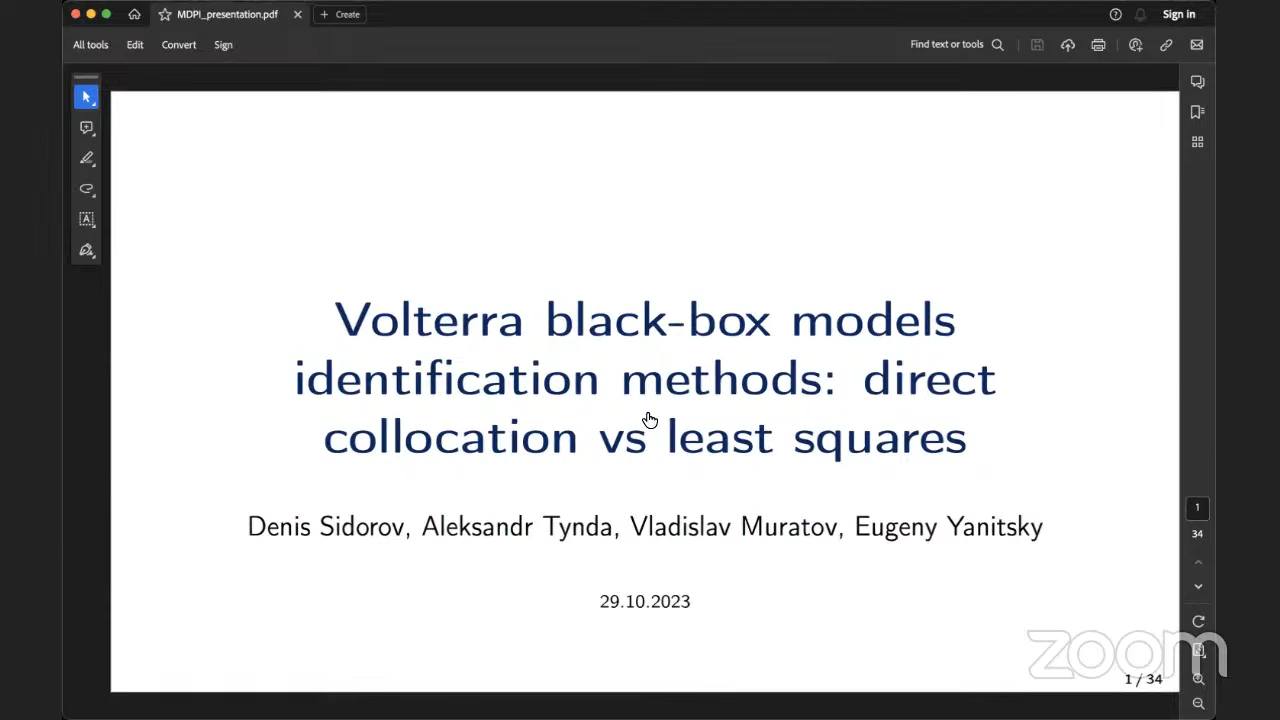 MDPI_presentation.pdf
Create
Sign in
All tools
Edit
Convert
Sign
Find text or tools
Volterra black-box models
identification methods: direct
collocation vs least squares
Denis Sidorov, Aleksandr Tynda, Vladislav Muratov, Eugeny Yanitsky
29.10.2023
1
34
zoom
1 / 34